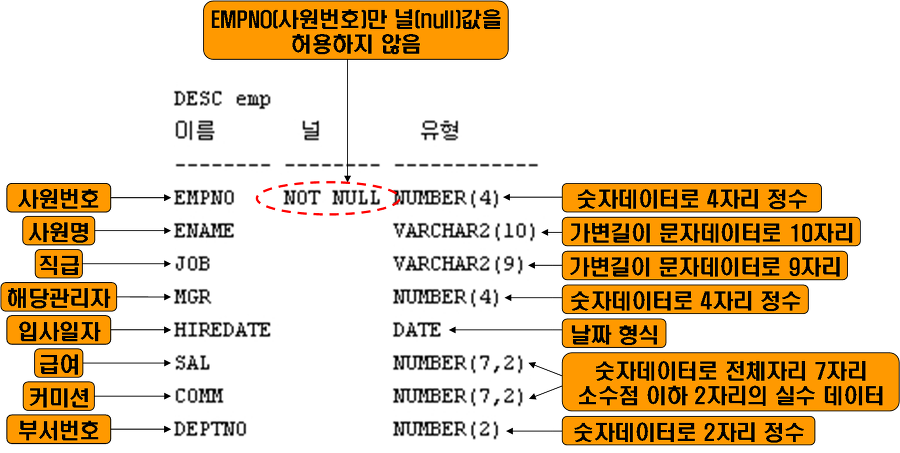 EMPNO(사원번호)만 널(null)값을
허용하지 않음
DESC emp
이름 널 유형
-------- -------- ------------
사원번호 EMPNO NOT NULL NUMBER(4) 숫자데이터로 4자리 정수
사원명 ENAME VARCHAR2(10) 가변길이 문자데이터로 10자리
직급 JOB VARCHAR2(9) 가변길이 문자데이터로 9자리
해당관리자 MGR NUMBER(4) 숫자데이터로 4자리 정수
입사일자 HIREDATE DATE 날짜 형식
급여 SAL NUMBER(7,2) 숫자데이터로 전체자리 7자리
커미션 COMM NUMBER(7,2) 소수점 이하 2자리의 실수 데이터
부서번호 DEPTNO NUMBER(2) 숫자데이터로 2자리 정수